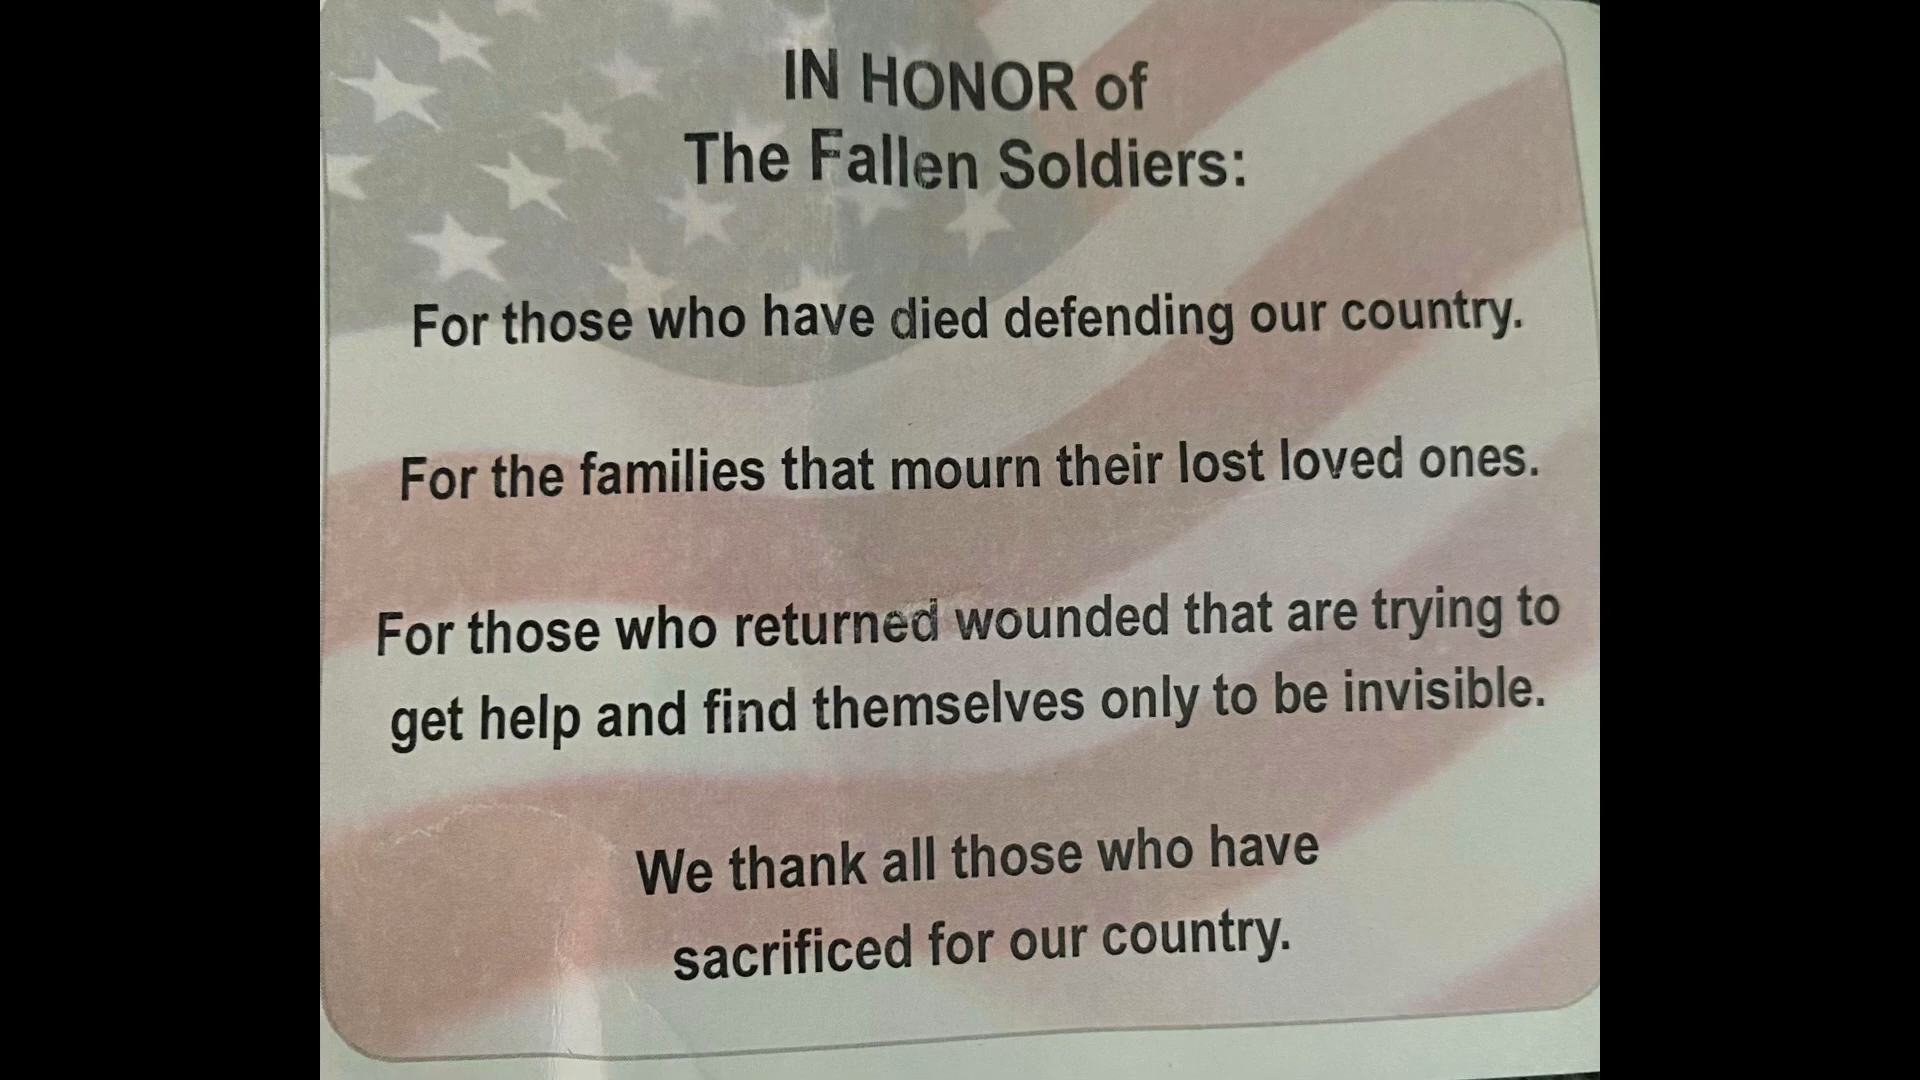 IN HONOR of
The Fallen Soldiers:
For those who have died defending our country.
For the families that mourn their lost loved ones.
For those who returned wounded that are trying to
get help and find themselves only to be invisible.
We thank all those who have
sacrificed for our country.